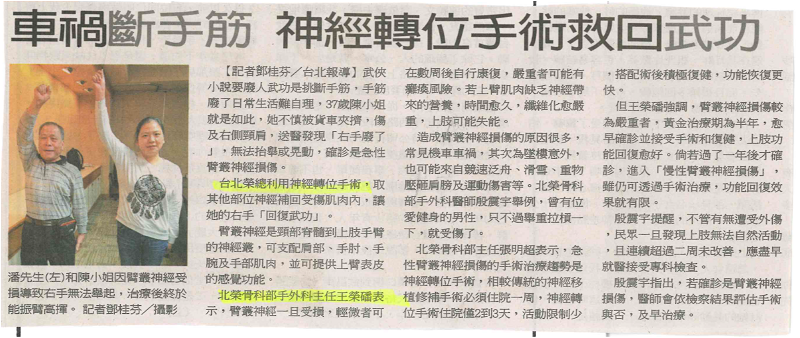 車禍斷手筋 神經轉位手術救回武功
潘先生(左)和陳小姐因臂叢神經受
損導致右手無法舉起，治療後終於
能振臂高揮。 記者鄧桂芬／攝影
【記者鄧桂芬／台北報導】武俠
小說要廢人武功是挑斷手筋，手筋
廢了日常生活難自理，37歲陳小姐
就是如此，她不慎被貨車夾擠，傷
及右側頸肩，送醫發現「右手廢了
」，無法抬舉或晃動，確診是急性
臂叢神經損傷。
台北榮總利用神經轉位手術，取
其他部位神經補回受傷肌肉內，讓
她的右手「回復武功」。
臂叢神經是頸部脊髓到上肢手臂
的神經叢，可支配肩部、手肘、手
腕及手部肌肉，並可提供上臂表皮
的感覺功能。
北榮骨科部手外科主任王榮磻表
示，臂叢神經一旦受損，輕微者可
在數周後自行康復，嚴重者可能有
癱瘓風險。若上臂肌肉缺乏神經帶
來的營養，時間愈久，纖維化愈嚴
重，上肢可能失能。
造成臂叢神經損傷的原因很多，
常見機車車禍，其次為墜樓意外，
也可能來自競速泛舟、滑雪、重物
壓砸肩膀及運動傷害等。北榮骨科
部手外科醫師殷震宇舉例，曾有位
愛健身的男性，只不過舉重拉槓一
下，就受傷了。
北榮骨科部主任張明超表示，急
性臂叢神經損傷的手術治療趨勢是
神經轉位手術，相較傳統的神經移
植修補手術必須住院一周，神經轉
位手術住院僅2到3天，活動限制少
，搭配術後積極復健，功能恢復更
快。
但王榮磻強調，臂叢神經損傷較
為嚴重者，黃金治療期為半年，愈
早確診並接受手術和復健，上肢功
能回復愈好。倘若過了一年後才確
診，進入「慢性臂叢神經損傷」，
雖仍可透過手術治療，功能回復效
果就有限。
殷震宇提醒，不管有無遭受外傷
，民眾一旦發現上肢無法自然活動
，且連續超過二周未改善，應盡早
就醫接受專科檢查。
殷震宇指出，若確診是臂叢神經
損傷，醫師會依檢察結果評估手術
與否，及早治療。